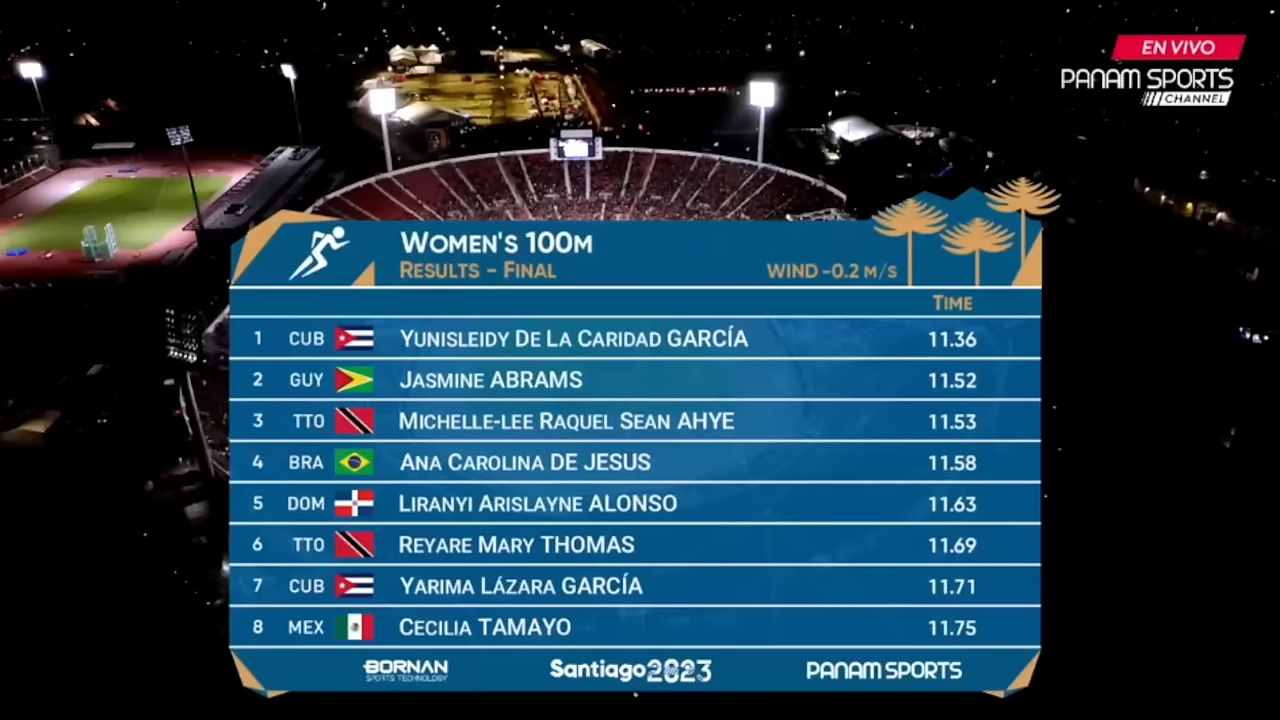 EN VIVO
PANAM SPORTS
CHANNEL
WOMEN'S 100M
RESULTS - FINAL
WIND -0.2 M/S
TIME
1 CUB YUNISLEIDY DE LA CARIDAD GARCÍA 11.36
2 GUY JASMINE ABRAMS 11.52
3 TTO MICHELLE-LEE RAQUEL SEAN AHYE 11.53
4 BRA ANA CAROLINA DE JESUS 11.58
5 DOM LIRANYI ARISLAYNE ALONSO 11.63
6 TTO REYARE MARY THOMAS 11.69
7 CUB YARIMA LÁZARA GARCÍA 11.71
8 MEX CECILIA TAMAYO 11.75
BORNAN
SPORTS TECHNOLOGY
Santiago2023
PANAM SPORTS